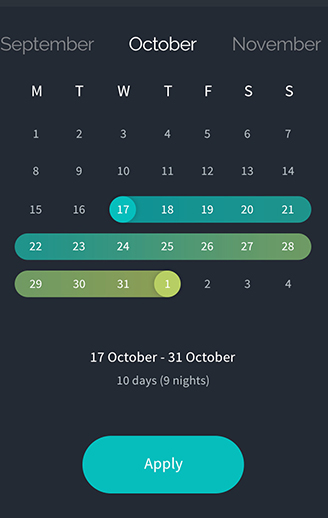 September October November
M T W T F S S
1 2 3 4 5 6 7
8 9 10 11 12 13 14
15 16 17 18 19 20 21
22 23 24 25 26 27 28
29 30 31 1 2 3 4
17 October - 31 October
10 days (9 nights)
Apply